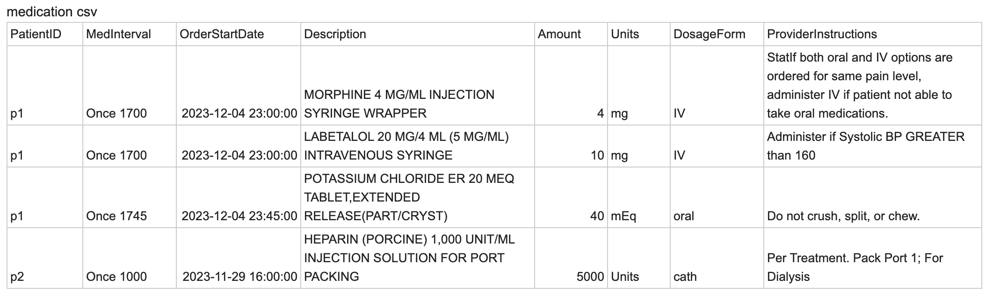 medication csv
PatientID MedInterval OrderStartDate Description Amount Units DosageForm ProviderInstructions
p1 Once 1700 2023-12-04 23:00:00 MORPHINE 4 MG/ML INJECTION
SYRINGE WRAPPER 4 mg IV StatIf both oral and IV options are
ordered for same pain level,
administer IV if patient not able to
take oral medications.
p1 Once 1700 2023-12-04 23:00:00 LABETALOL 20 MG/4 ML (5 MG/ML)
INTRAVENOUS SYRINGE 10 mg IV Administer if Systolic BP GREATER
than 160
p1 Once 1745 2023-12-04 23:45:00 POTASSIUM CHLORIDE ER 20 MEQ
TABLET,EXTENDED
RELEASE(PART/CRYST) 40 mEq oral Do not crush, split, or chew.
p2 Once 1000 2023-11-29 16:00:00 HEPARIN (PORCINE) 1,000 UNIT/ML
INJECTION SOLUTION FOR PORT
PACKING 5000 Units cath Per Treatment. Pack Port 1; For
Dialysis